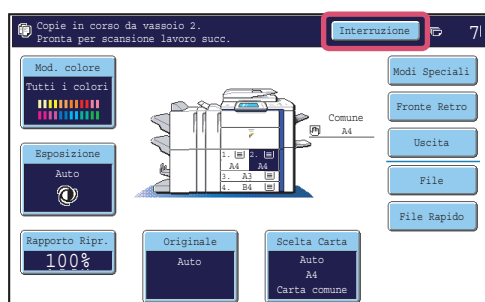 Copie in corso da vassoio 2.
Pronta per scansione lavoro succ.
Interruzione
7
Mod. colore
Tutti i colori
Esposizione
Auto
Rapporto Ripr.
100%
Comune
A4
1. 2.
A4 A4
3. A3
4. B4
Originale
Auto
Scelta Carta
Auto
A4
Carta comune
Modi Speciali
Fronte Retro
Uscita
File
File Rapido